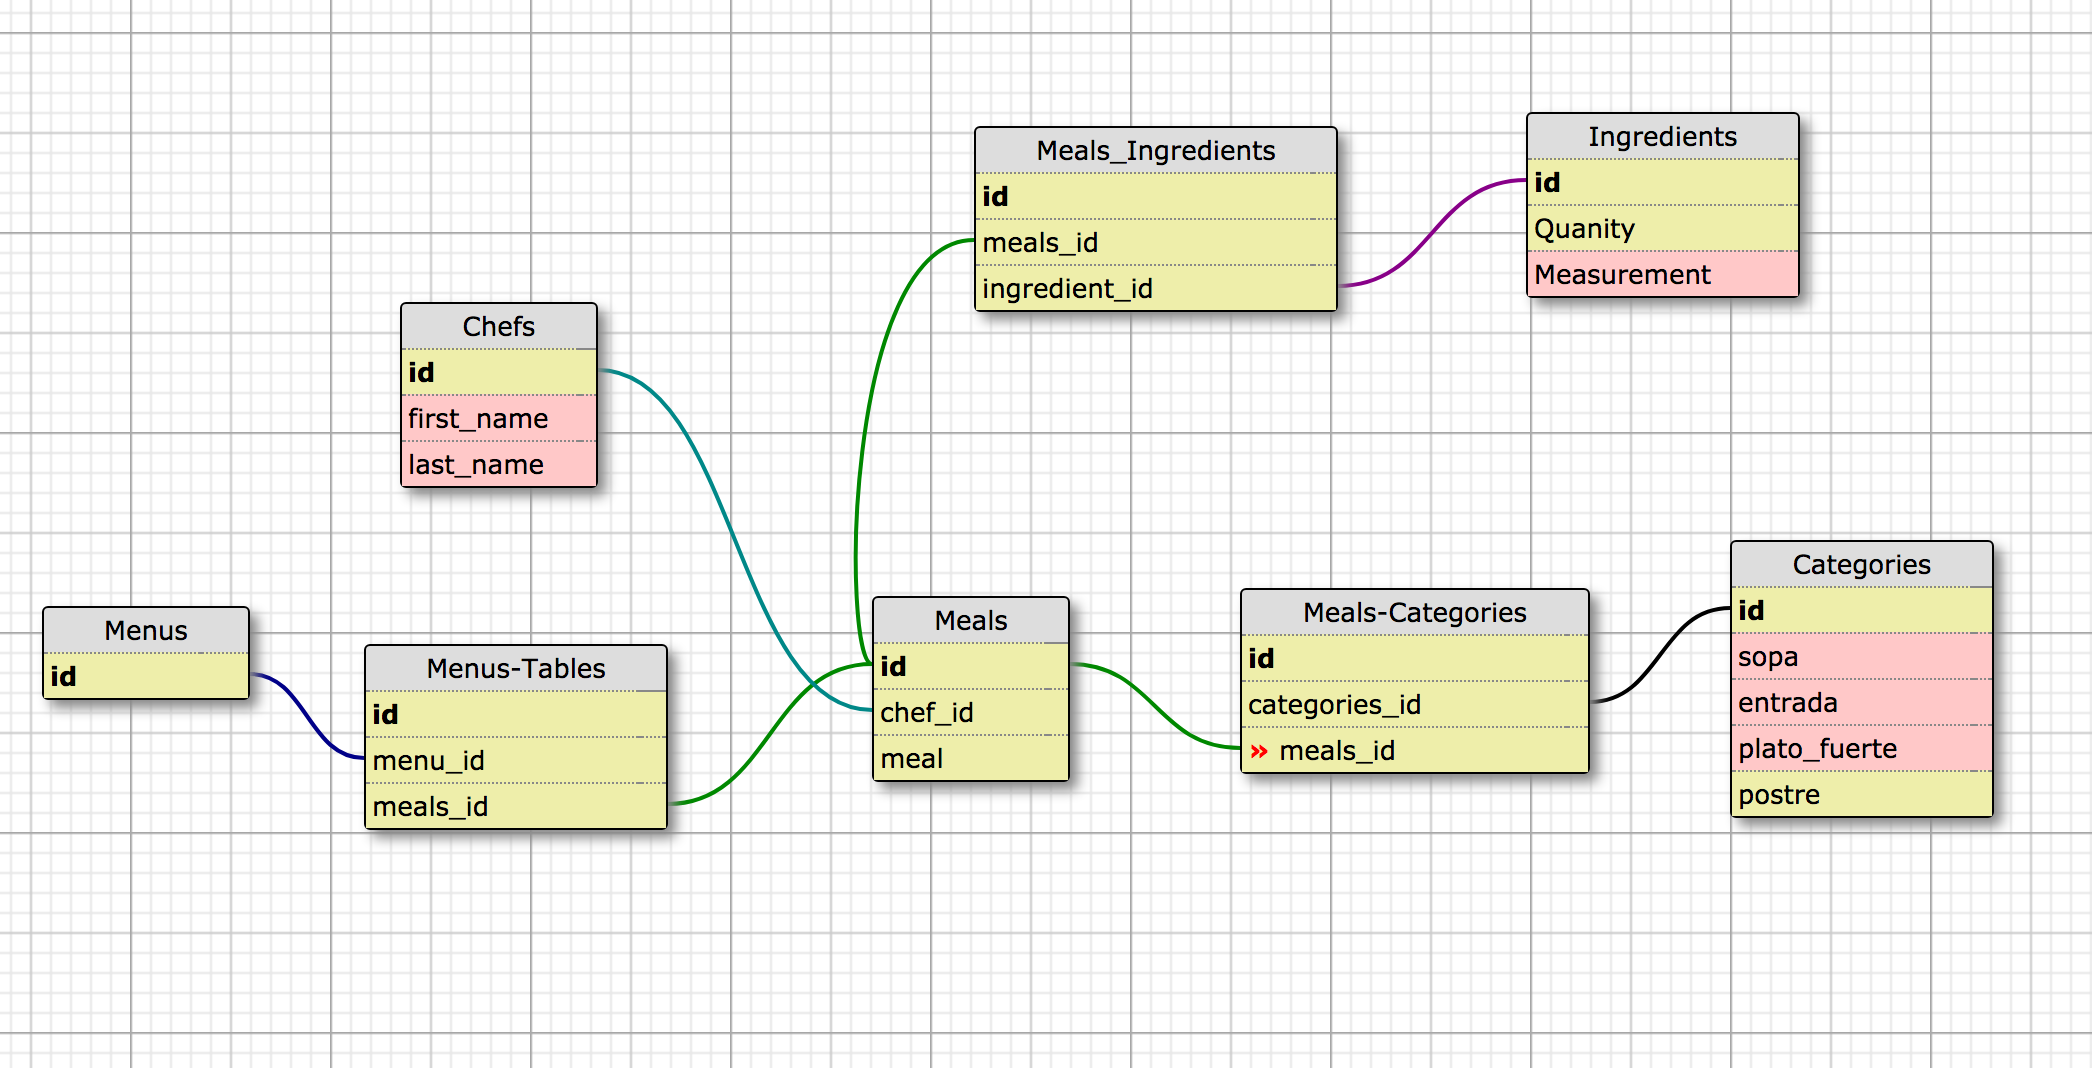 Meals_Ingredients
id
meals_id
ingredient_id
Ingredients
id
Quanity
Measurement
Chefs
id
first_name
last_name
Menus
id
Menus-Tables
id
menu_id
meals_id
Meals
id
chef_id
meal
Meals-Categories
id
categories_id
» meals_id
Categories
id
sopa
entrada
plato_fuerte
postre